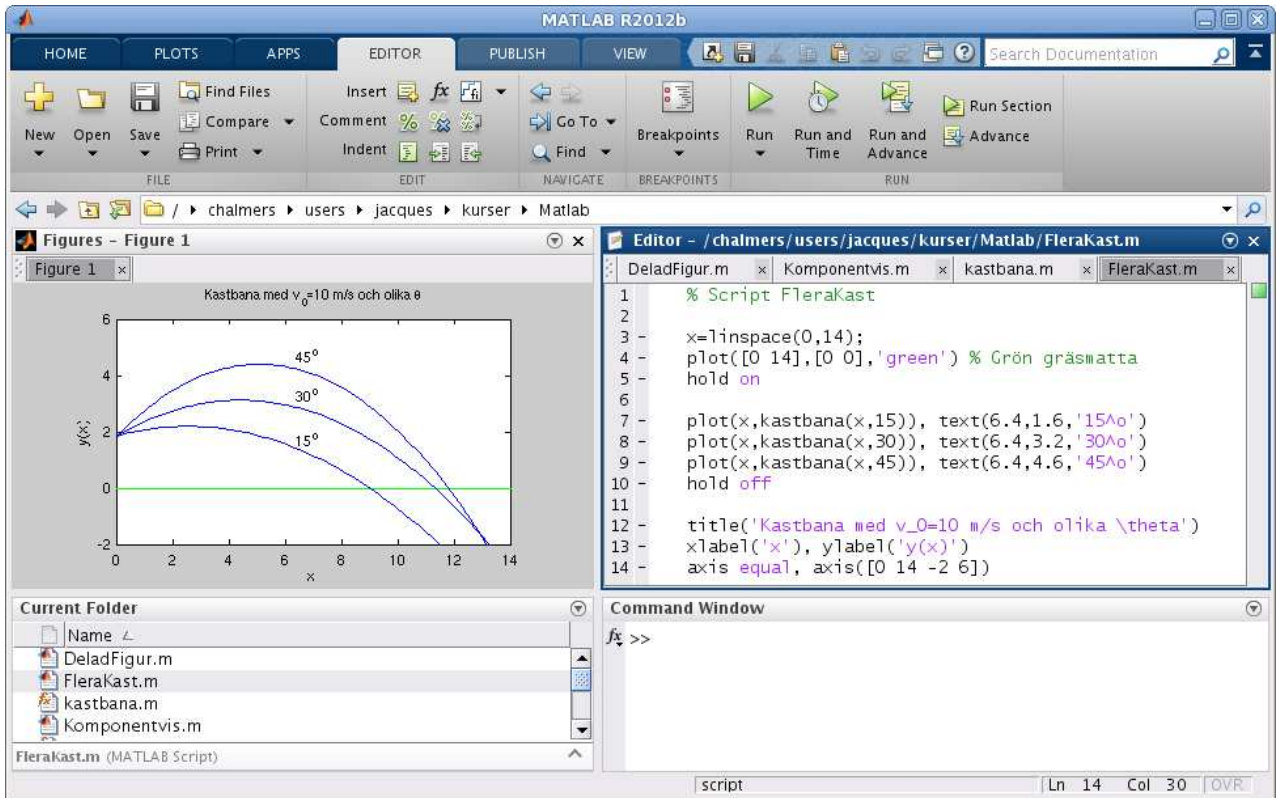 MATLAB R2012b
HOME PLOTS APPS EDITOR PUBLISH VIEW Search Documentation
New Open Save Find Files Compare Print
FILE
Insert fx
Comment %
Indent
EDIT
Go To
Find
NAVIGATE
Breakpoints
BREAKPOINTS
Run Run and Time Run and Advance Run Section Advance
RUN
/ chalmers users jacques kurser Matlab
Figures - Figure 1
Figure 1
Kastbana med v0=10 m/s och olika θ
6
4
2
0
-2
y(x)
45°
30°
15°
0 2 4 6 8 10 12 14
x
Editor - /chalmers/users/jacques/kurser/Matlab/FleraKast.m
DeladFigur.m Komponentvis.m kastbana.m FleraKast.m
1 % Script FleraKast
2
3 - x=linspace(0,14);
4 - plot([0 14],[0 0],'green') % Grön gräsmatta
5 - hold on
6
7 - plot(x,kastbana(x,15)), text(6.4,1.6,'15^o')
8 - plot(x,kastbana(x,30)), text(6.4,3.2,'30^o')
9 - plot(x,kastbana(x,45)), text(6.4,4.6,'45^o')
10 - hold off
11
12 - title('Kastbana med v_0=10 m/s och olika \theta')
13 - xlabel('x'), ylabel('y(x)')
14 - axis equal, axis([0 14 -2 6])
Current Folder
Name
DeladFigur.m
FleraKast.m
kastbana.m
Komponentvis.m
FleraKast.m (MATLAB Script)
Command Window
fx >>
script Ln 14 Col 30 OVR